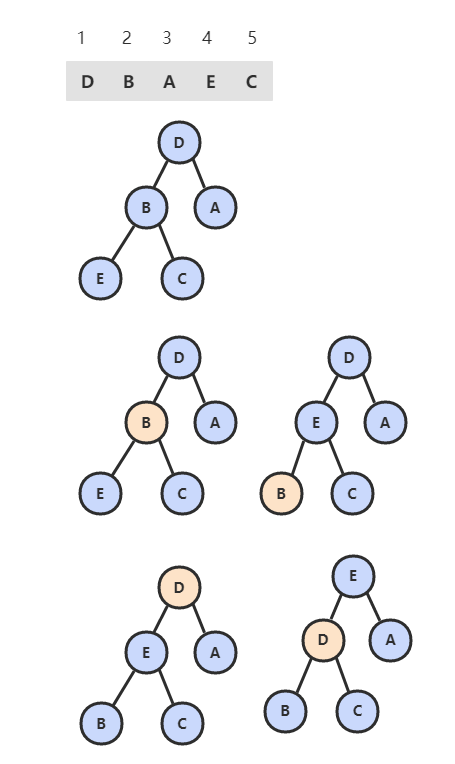 1 2 3 4 5
D B A E C
D
B A
E C
D D
B A E A
E C B C
D E
E A D A
B C B C